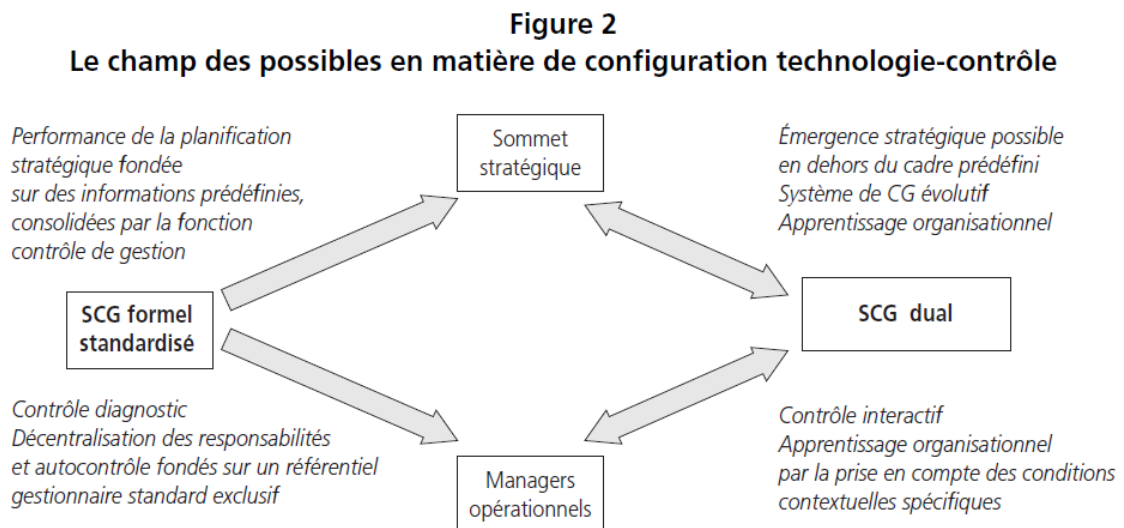 Figure 2
Le champ des possibles en matière de configuration technologie-contrôle
Performance de la planification
stratégique fondée
sur des informations prédéfinies,
consolidées par la fonction
contrôle de gestion
Sommet
stratégique
Émergence stratégique possible
en dehors du cadre prédéfini
Système de CG évolutif
Apprentissage organisationnel
SCG formel
standardisé
SCG dual
Contrôle diagnostic
Décentralisation des responsabilités
et autocontrôle fondés sur un référentiel
gestionnaire standard exclusif
Managers
opérationnels
Contrôle interactif
Apprentissage organisationnel
par la prise en compte des conditions
contextuelles spécifiques